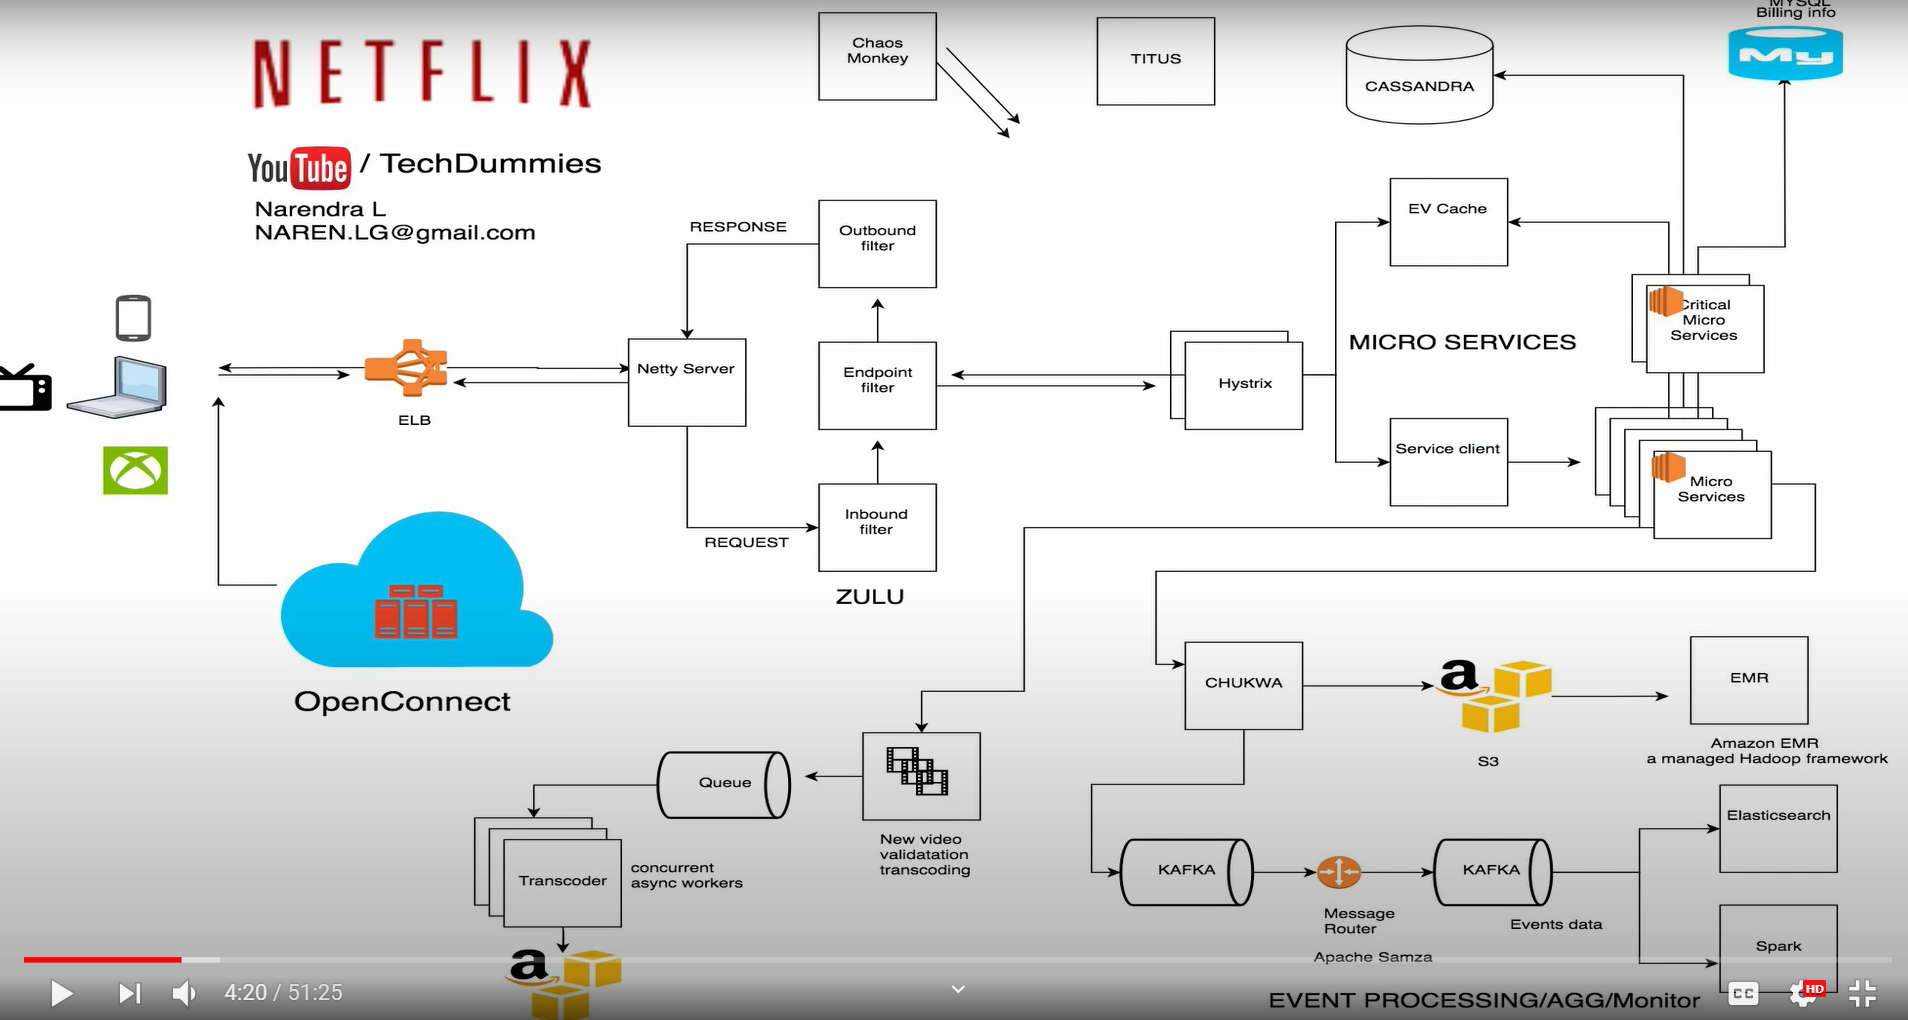 NETFLIX
YouTube / TechDummies
Narendra L
NAREN.LG@gmail.com
Chaos
Monkey
TITUS
CASSANDRA
MYSQL
Billing info
My
RESPONSE
Outbound
filter
EV Cache
Critical
Micro
Services
MICRO SERVICES
Netty Server
Endpoint
filter
Hystrix
ELB
Service client
Micro
Services
Inbound
filter
REQUEST
ZULU
OpenConnect
CHUKWA
a
S3
EMR
Amazon EMR
a managed Hadoop framework
Queue
New video
validatation
transcoding
Transcoder
concurrent
async workers
a
KAFKA
Message
Router
Apache Samza
KAFKA
Events data
Elasticsearch
Spark
EVENT PROCESSING/AGG/Monitor
4:20 / 51:25
CC
HD